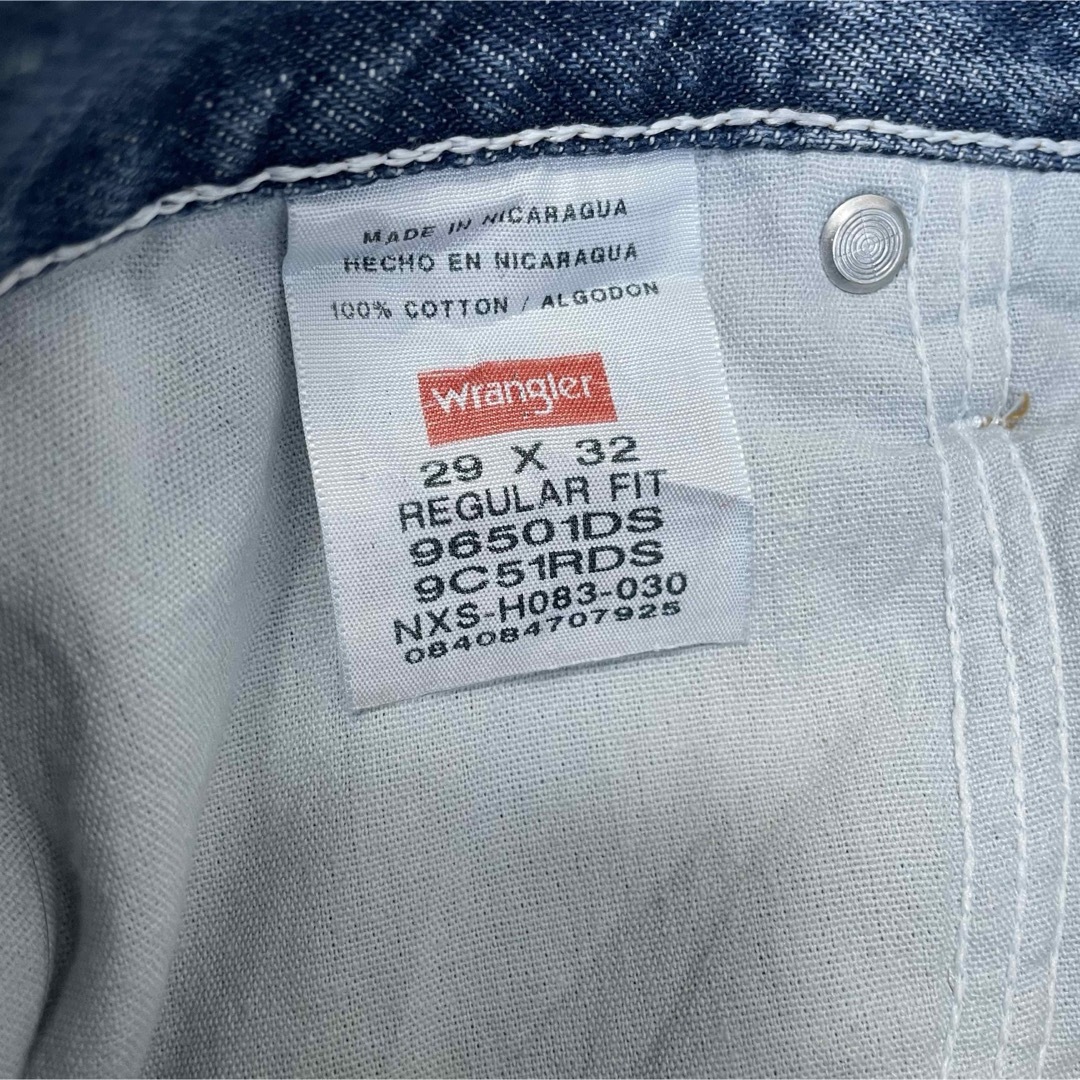 MADE IN NICARAGUA
HECHO EN NICARAGUA
100% COTTON / ALGODON
Wrangler
29 X 32
REGULAR FIT
96501DS
9C51RDS
NXS-H083-030
084084707925